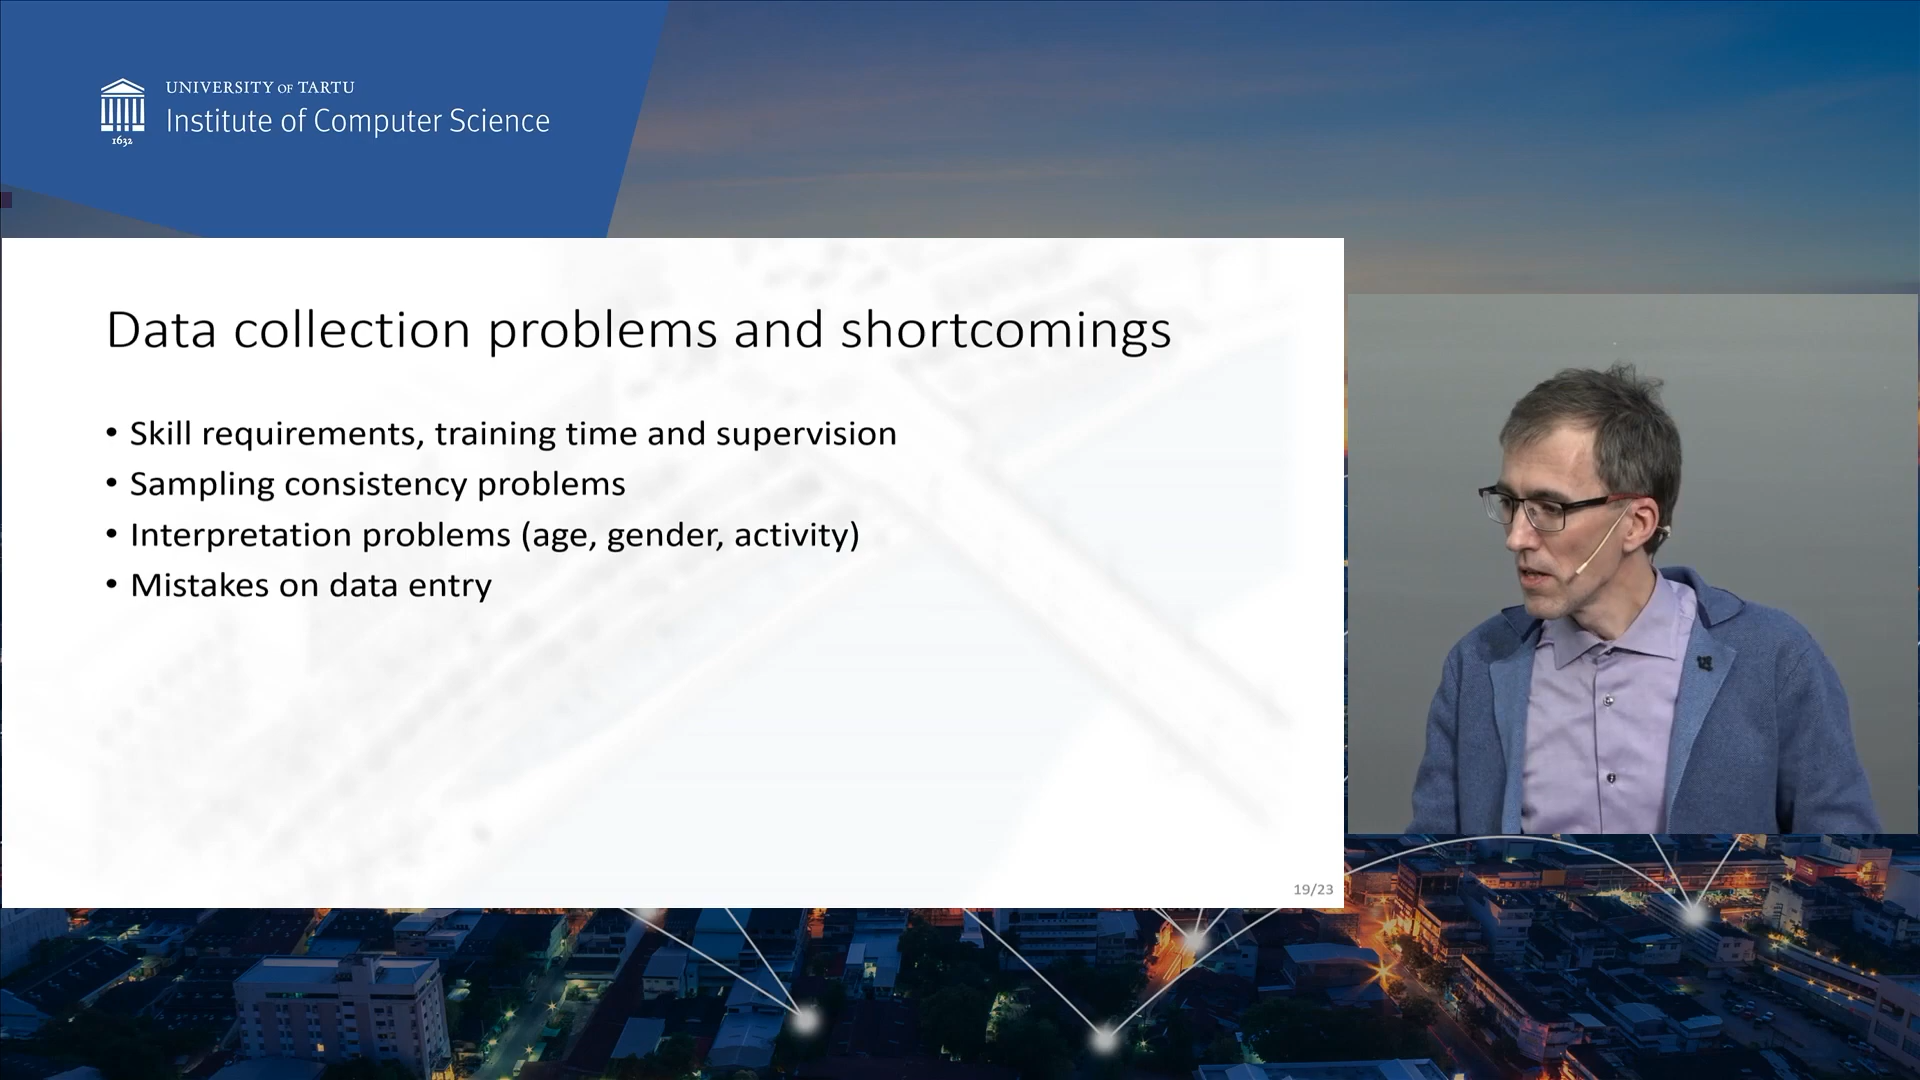 UNIVERSITY OF TARTU
Institute of Computer Science
1632
Data collection problems and shortcomings
• Skill requirements, training time and supervision
• Sampling consistency problems
• Interpretation problems (age, gender, activity)
• Mistakes on data entry
19/23